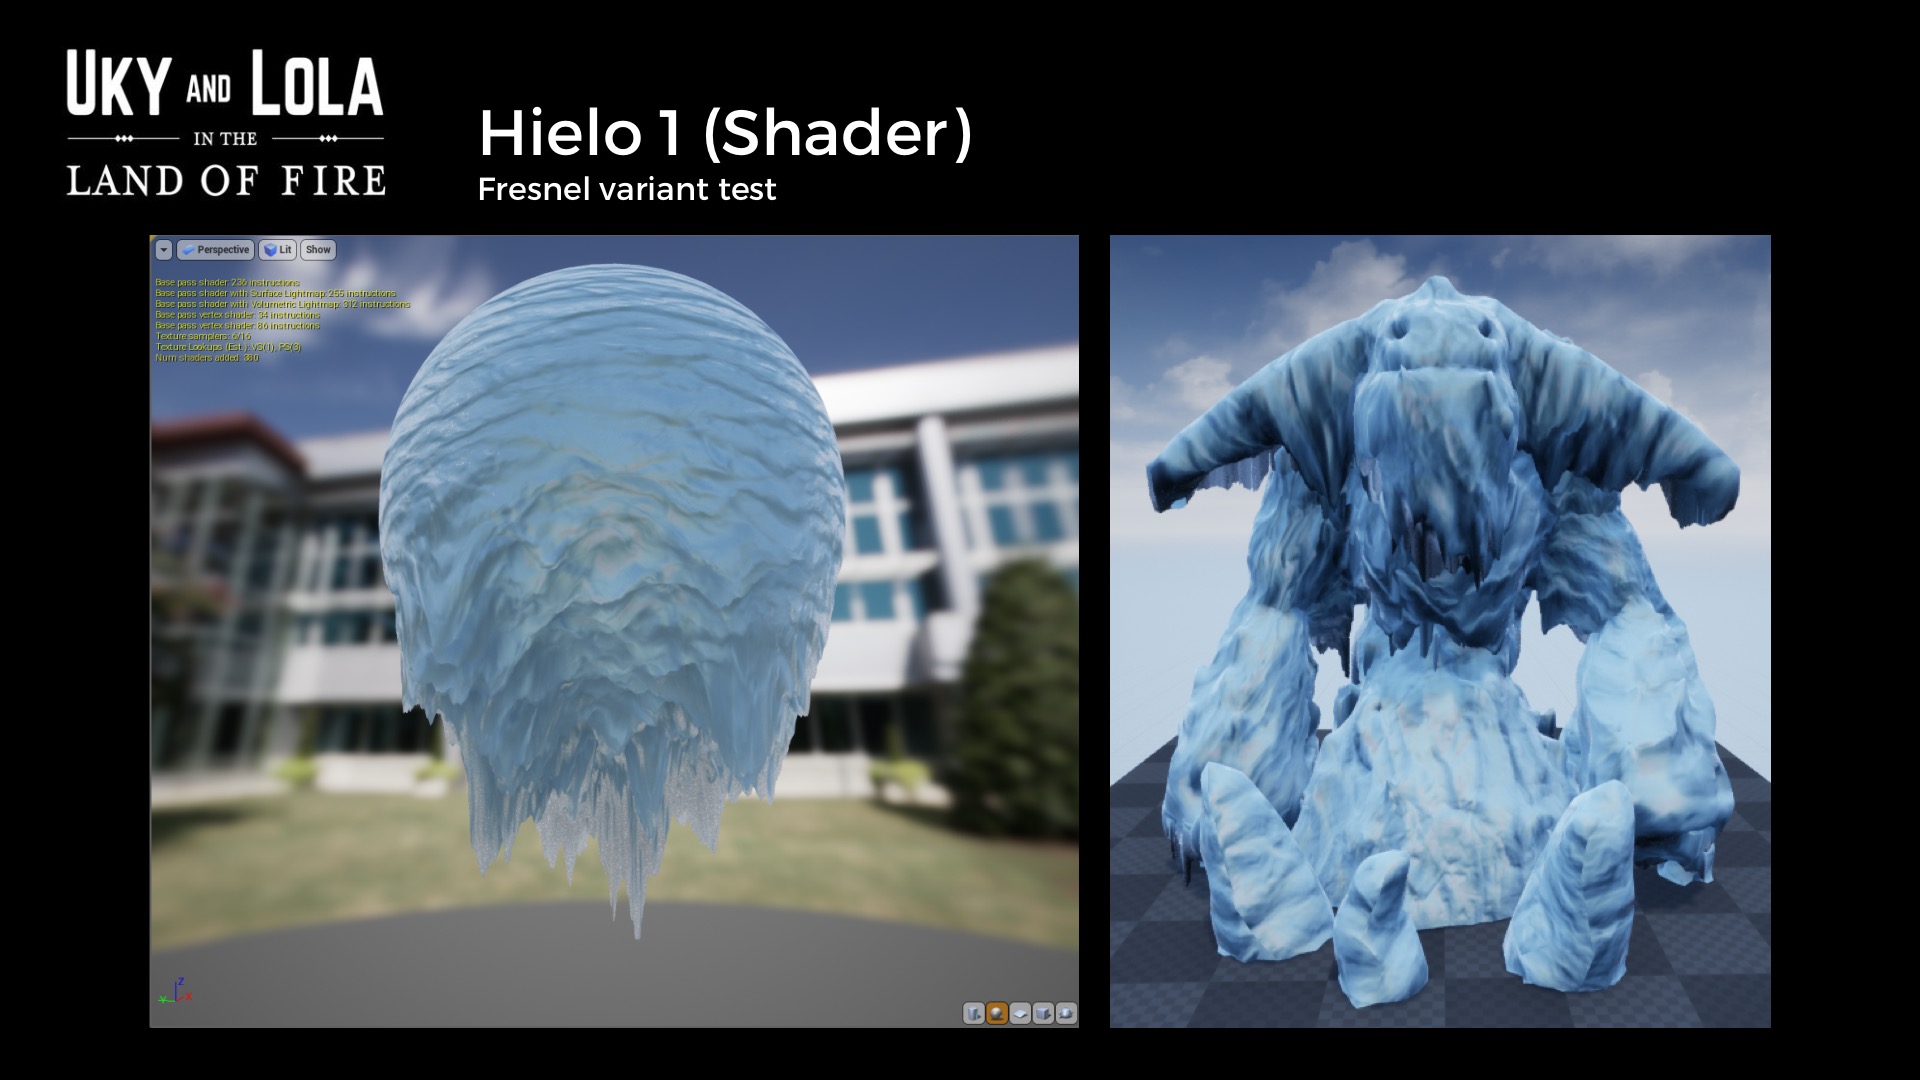 UKY AND LOLA
IN THE
LAND OF FIRE
Hielo 1 (Shader)
Fresnel variant test
Perspective
Lit
Show
Base pass shader: 236 instructions
Base pass shader with Surface Lightmap: 255 instructions
Base pass shader with Volumetric Lightmap: 312 instructions
Base pass vertex shader: 34 instructions
Base pass vertex shader: 86 instructions
Texture samplers: 6/16
Texture Lookups (Est.): VS(1), PS(3)
Num shaders added: 380
Z
Y
X